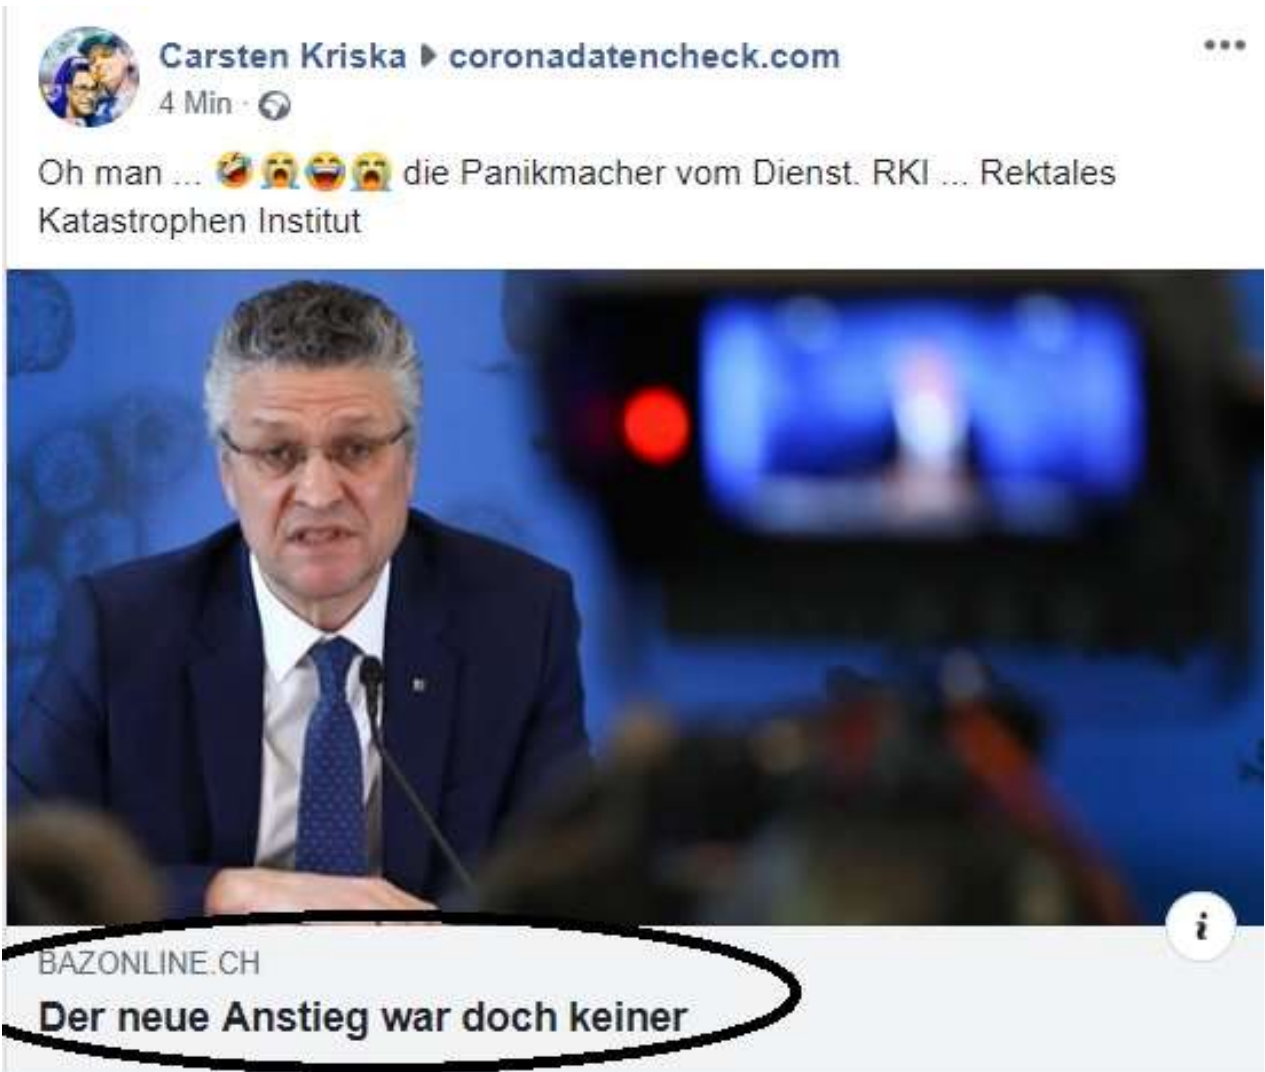 Carsten Kriska ▶ coronadatencheck.com
4 Min ·
Oh man ... 🤣😭😂😭 die Panikmacher vom Dienst. RKI ... Rektales
Katastrophen Institut
BAZONLINE.CH
Der neue Anstieg war doch keiner